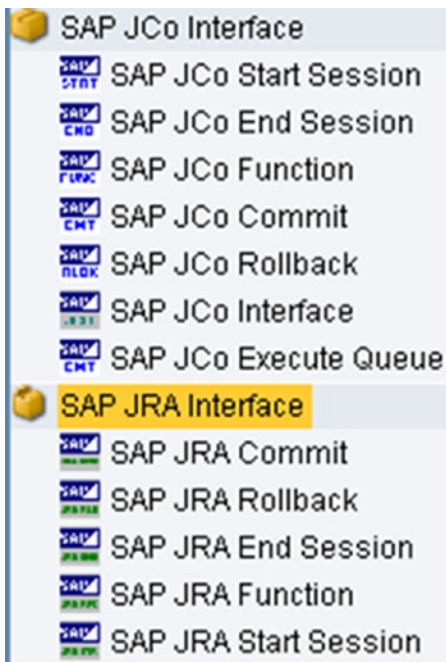 SAP JCo Interface
SAP JCo Start Session
SAP JCo End Session
SAP JCo Function
SAP JCo Commit
SAP JCo Rollback
SAP JCo Interface
SAP JCo Execute Queue
SAP JRA Interface
SAP JRA Commit
SAP JRA Rollback
SAP JRA End Session
SAP JRA Function
SAP JRA Start Session